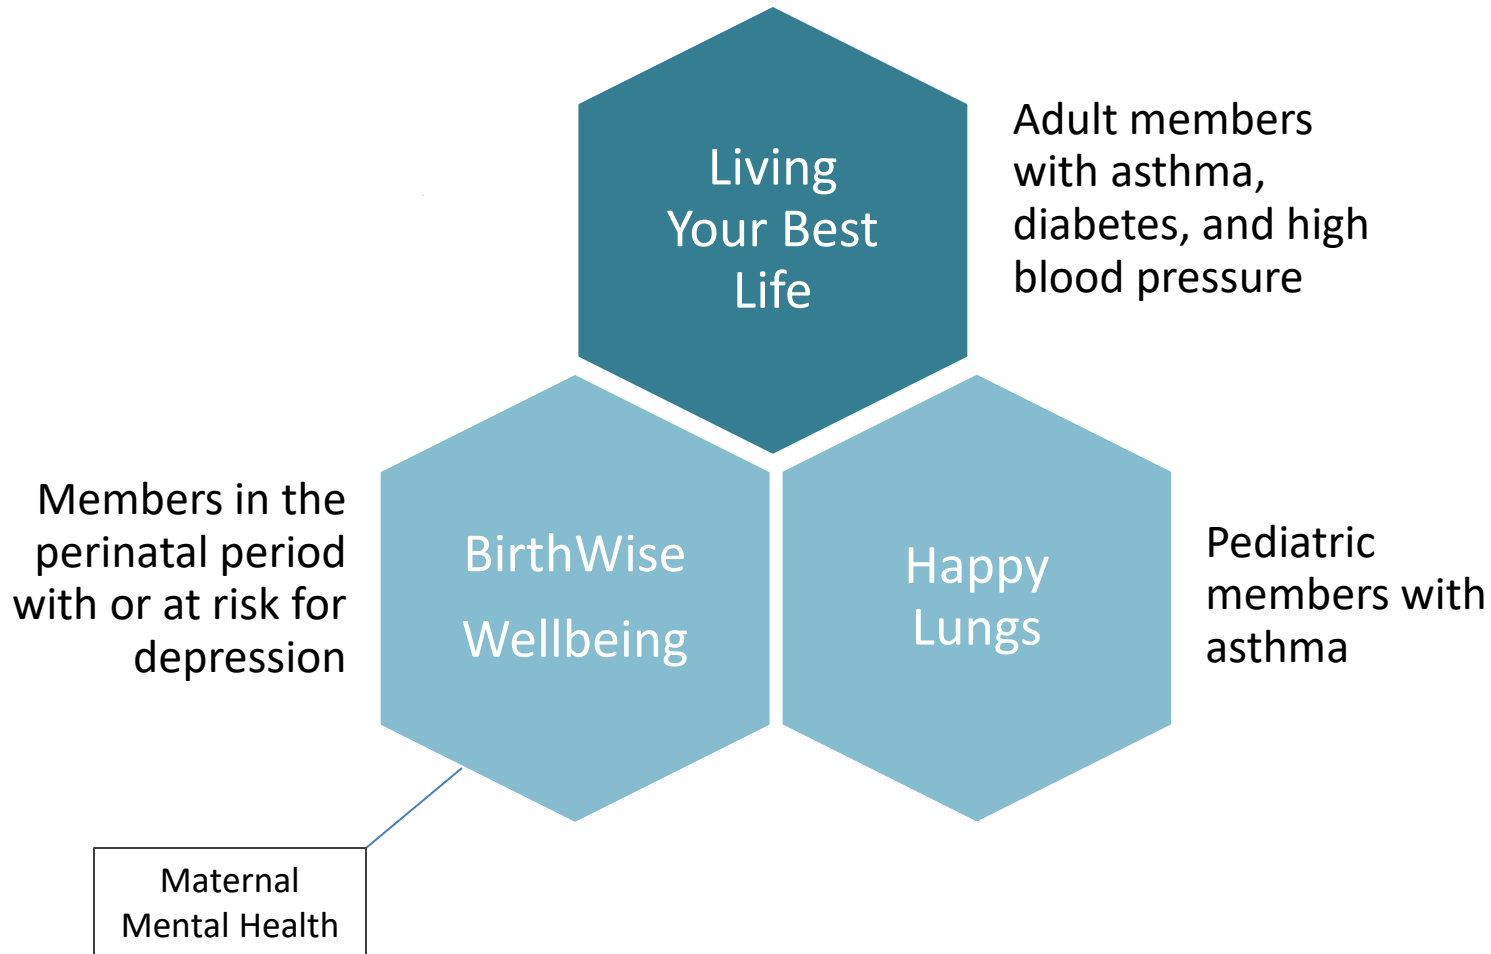 Living
Your Best
Life
Adult members
with asthma,
diabetes, and high
blood pressure
Members in the
perinatal period
with or at risk for
depression
BirthWise
Wellbeing
Happy
Lungs
Pediatric
members with
asthma
Maternal
Mental Health